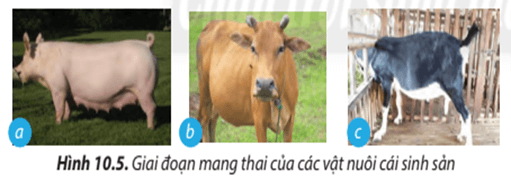 a
b
c
Hình 10.5. Giai đoạn mang thai của các vật nuôi cái sinh sản